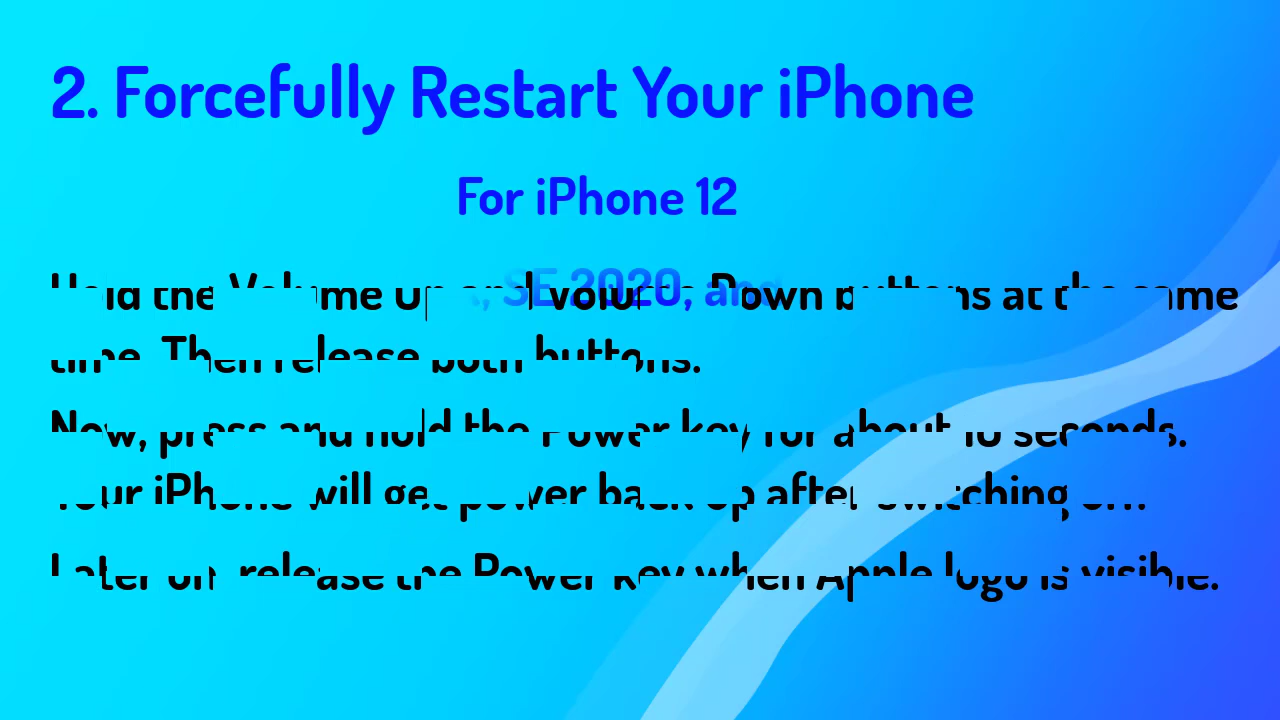 2. Forcefully Restart Your iPhone
For iPhone 12
SE 2020, and
Hold the Volume Up and volume Down buttons at the same
time. Then release both buttons.
Now, press and hold the Power key for about 10 seconds.
Your iPhone will get power back up after switching off.
Later on, release the Power Key when Apple logo is visible.